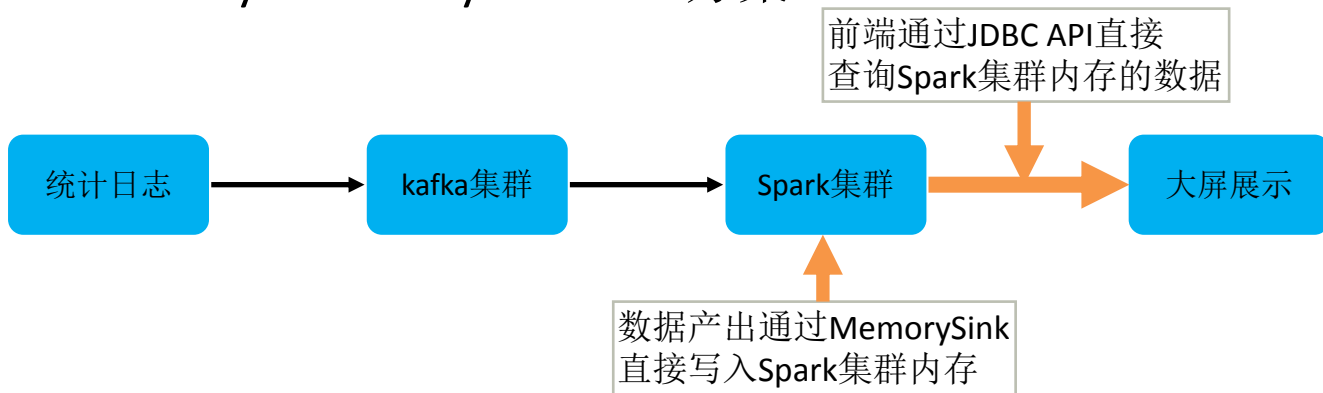 前端通过JDBC API直接
查询Spark集群内存的数据
统计日志
kafka集群
Spark集群
大屏展示
数据产出通过MemorySink
直接写入Spark集群内存